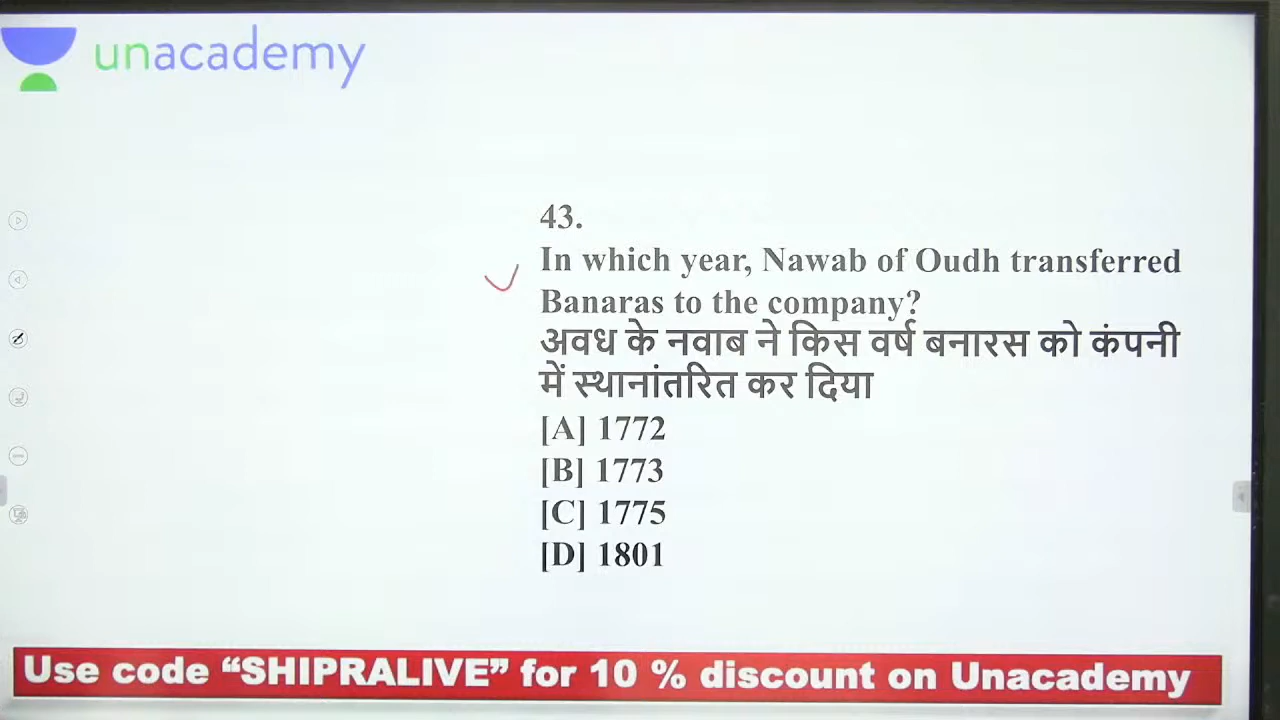 unacademy
43.
In which year, Nawab of Oudh transferred
Banaras to the company?
अवध के नवाब ने किस वर्ष बनारस को कंपनी
में स्थानांतरित कर दिया
[A] 1772
[B] 1773
[C] 1775
[D] 1801
Use code “SHIPRALIVE” for 10 % discount on Unacademy